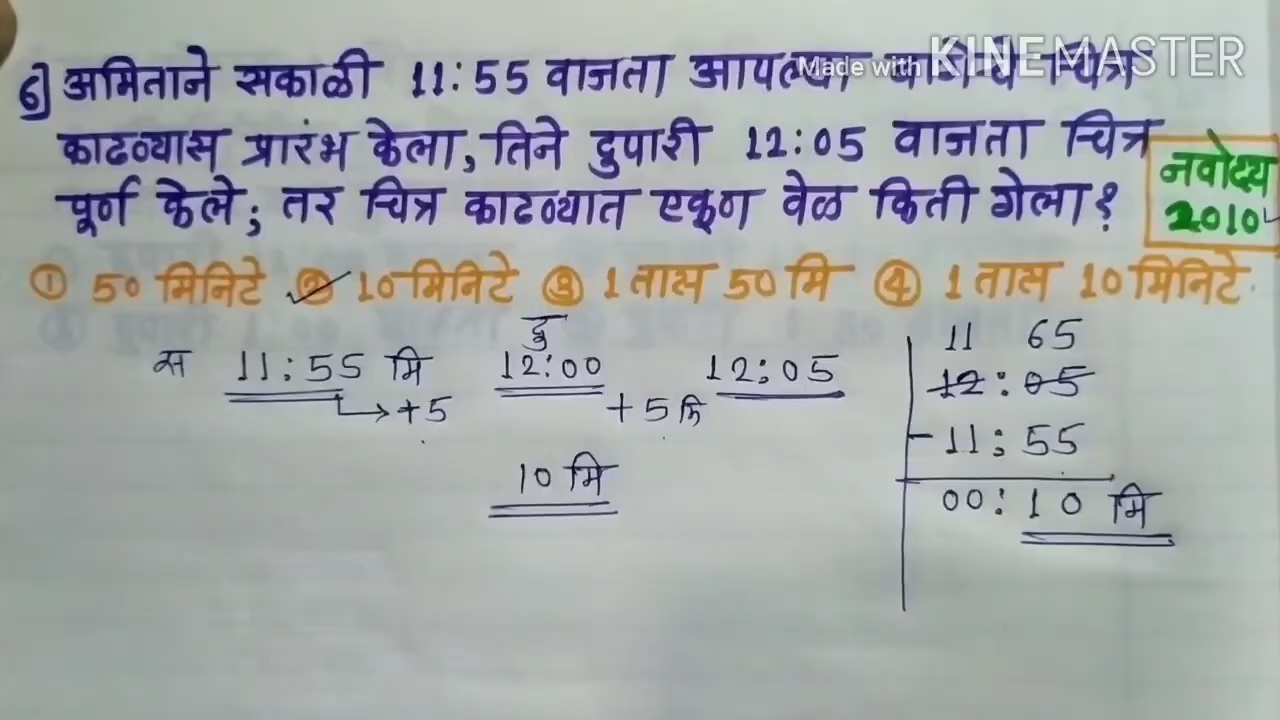 6] अमिताने सकाळी 11:55 वाजता आपल्या चित्र
Made with KINEMASTER
काढण्यास प्रारंभ केला, तिने दुपारी 12:05 वाजता चित्र
पूर्ण केले; तर चित्र काढण्यात एकूण वेळ किती गेला?
नवोदय
2010
① 50 मिनिटे ② 10 मिनिटे ③ 1 तास 50 मि ④ 1 तास 10 मिनिटे.
स 11:55 मि
+5
दु
12:00
+5 मि
12:05
10 मि
11 65
12:05
- 11:55
00:10 मि